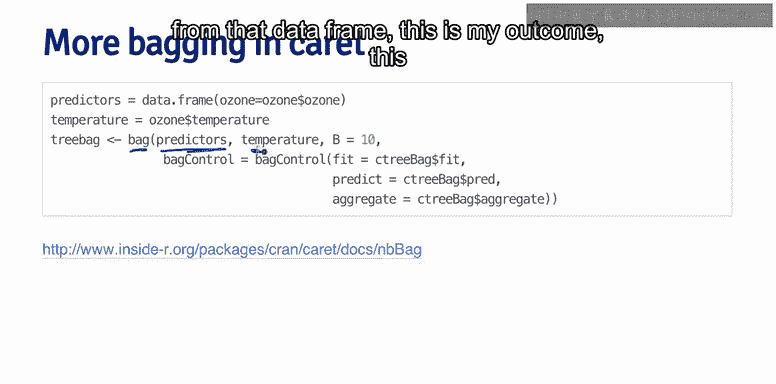 from that data frame, this is my outcome,
this
More bagging in caret
predictors = data.frame(ozone=ozone$ozone)
temperature = ozone$temperature
treebag <- bag(predictors, temperature, B = 10,
bagControl = bagControl(fit = ctreeBag$fit,
predict = ctreeBag$pred,
aggregate = ctreeBag$aggregate))
http://www.inside-r.org/packages/cran/caret/docs/nbBag